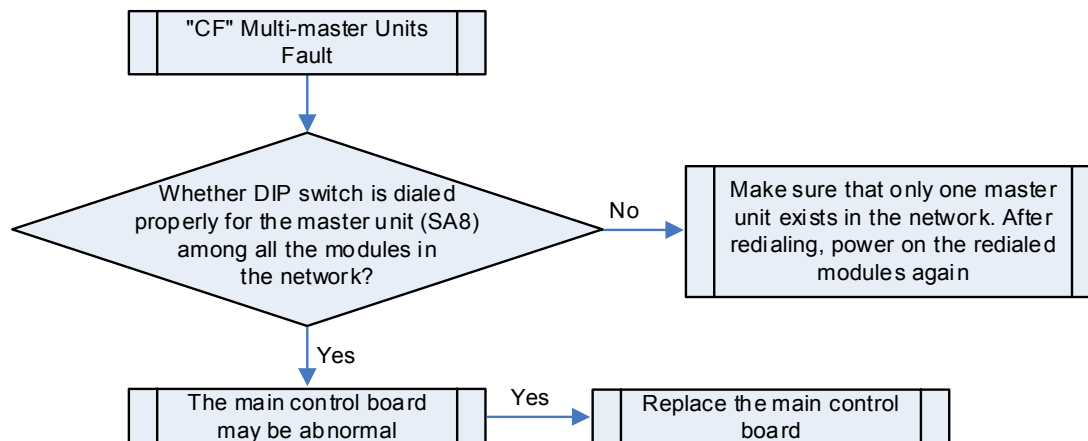 "CF" Multi-master Units
Fault
Whether DIP switch is dialed
properly for the master unit (SA8)
among all the modules in
the network?
No
Make sure that only one master
unit exists in the network. After
redialing, power on the redialed
modules again
Yes
The main control board
may be abnormal
Yes
Replace the main control
board